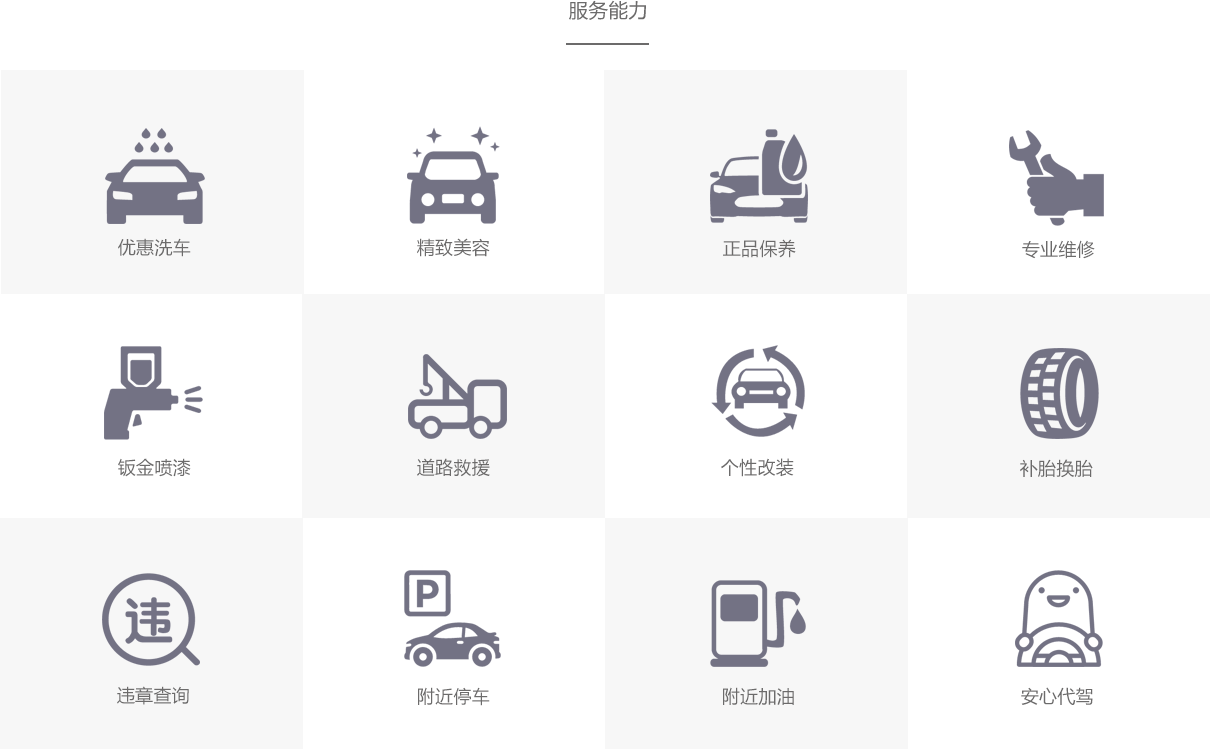 服务能力
优惠洗车
精致美容
正品保养
专业维修
钣金喷漆
道路救援
个性改装
补胎换胎
违
违章查询
P
附近停车
附近加油
安心代驾